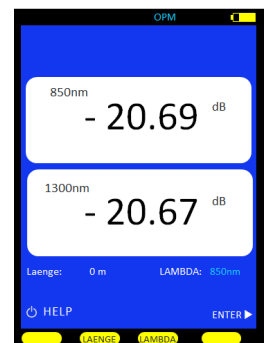 OPM
850nm
- 20.69 dB
1300nm
- 20.67 dB
Laenge: 0 m LAMBDA: 850nm
HELP ENTER
LAENGE LAMBDA